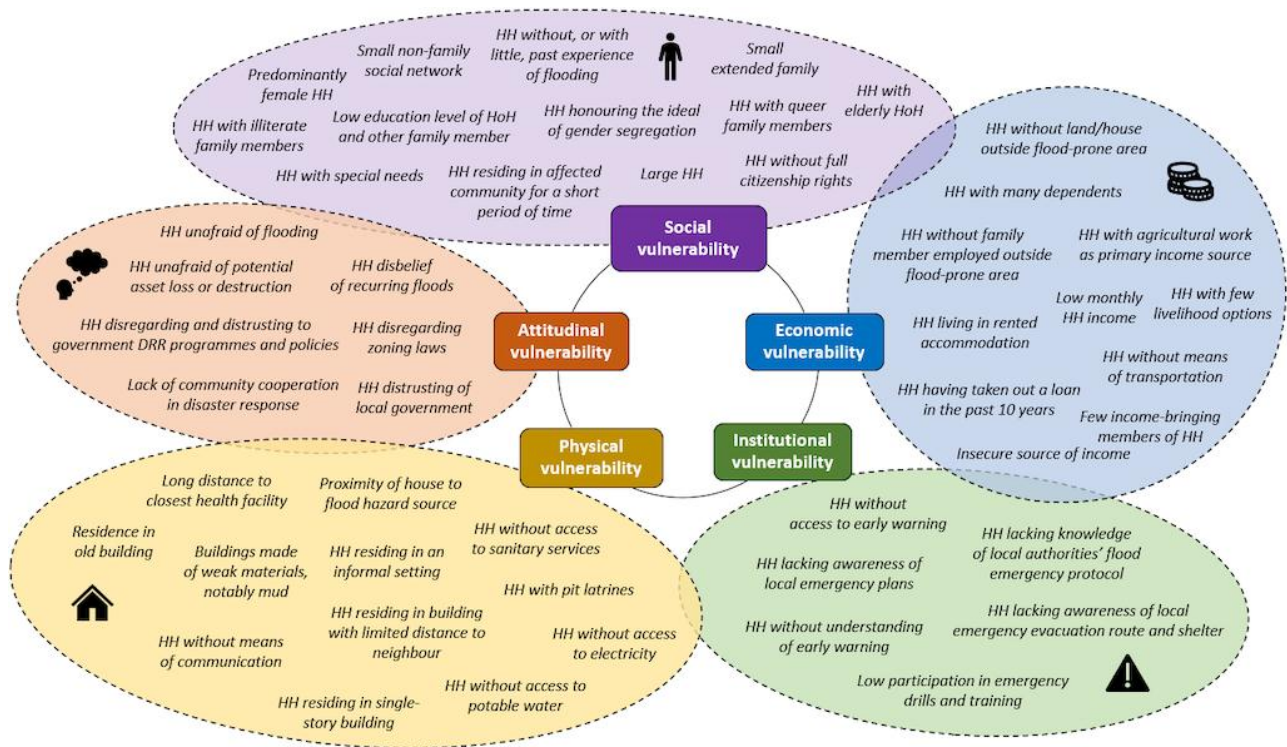 Predominantly
female HH
Small non-family
social network
HH without, or with
little, past experience
of flooding
Small
extended family
HH with
elderly HoH
HH with illiterate
family members
Low education level of HoH
and other family member
HH honouring the ideal
of gender segregation
HH with queer
family members
HH with special needs
HH residing in affected
community for a short
period of time
Large HH
HH without full
citizenship rights
Social
vulnerability
HH without land/house
outside flood-prone area
HH with many dependents
HH without family
member employed outside
flood-prone area
HH with agricultural work
as primary income source
Low monthly
HH income
HH with few
livelihood options
HH living in rented
accommodation
HH without means
of transportation
HH having taken out a loan
in the past 10 years
Few income-bringing
members of HH
Insecure source of income
Economic
vulnerability
HH unafraid of flooding
HH unafraid of potential
asset loss or destruction
HH disbelief
of recurring floods
HH disregarding and distrusting to
government DRR programmes and policies
HH disregarding
zoning laws
Lack of community cooperation
in disaster response
HH distrusting of
local government
Attitudinal
vulnerability
Physical
vulnerability
Institutional
vulnerability
Long distance to
closest health facility
Proximity of house to
flood hazard source
Residence in
old building
Buildings made
of weak materials,
notably mud
HH residing in an
informal setting
HH without access
to sanitary services
HH with pit latrines
HH residing in building
with limited distance to
neighbour
HH without means
of communication
HH without access
to electricity
HH residing in single-
story building
HH without access to
potable water
HH without
access to early warning
HH lacking knowledge
of local authorities' flood
emergency protocol
HH lacking awareness of
local emergency plans
HH lacking awareness of local
emergency evacuation route and shelter
HH without understanding
of early warning
Low participation in emergency
drills and training